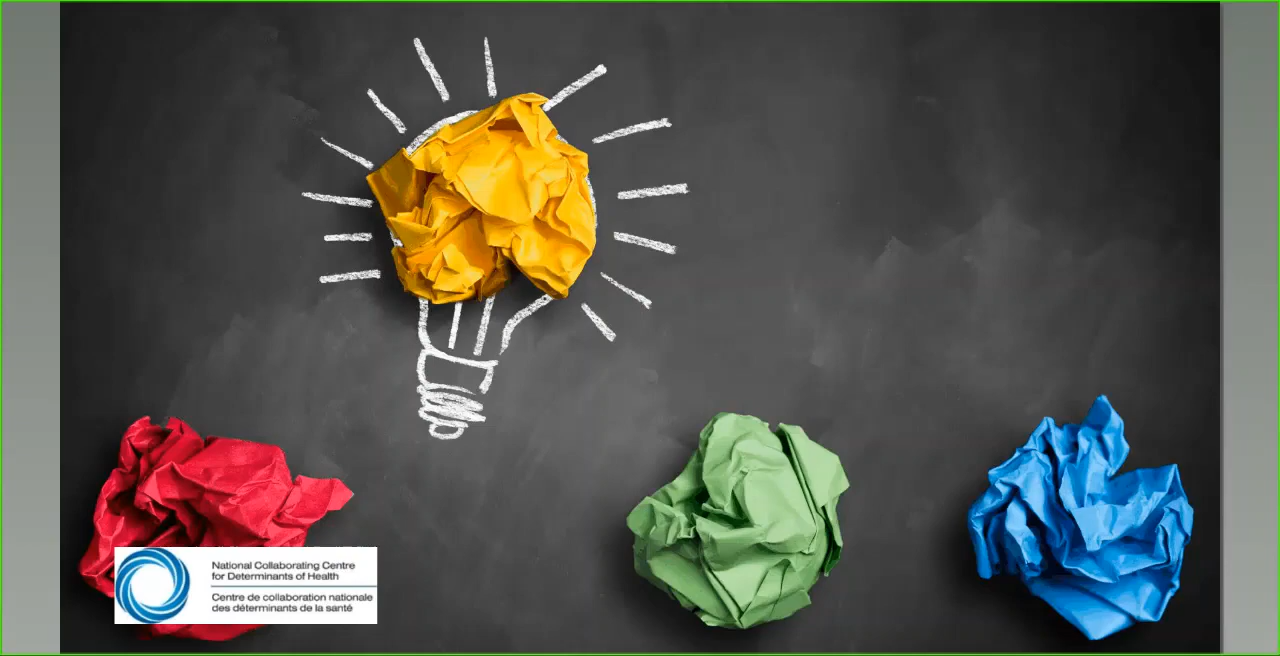 National Collaborating Centre
for Determinants of Health
Centre de collaboration nationale
des déterminants de la santé